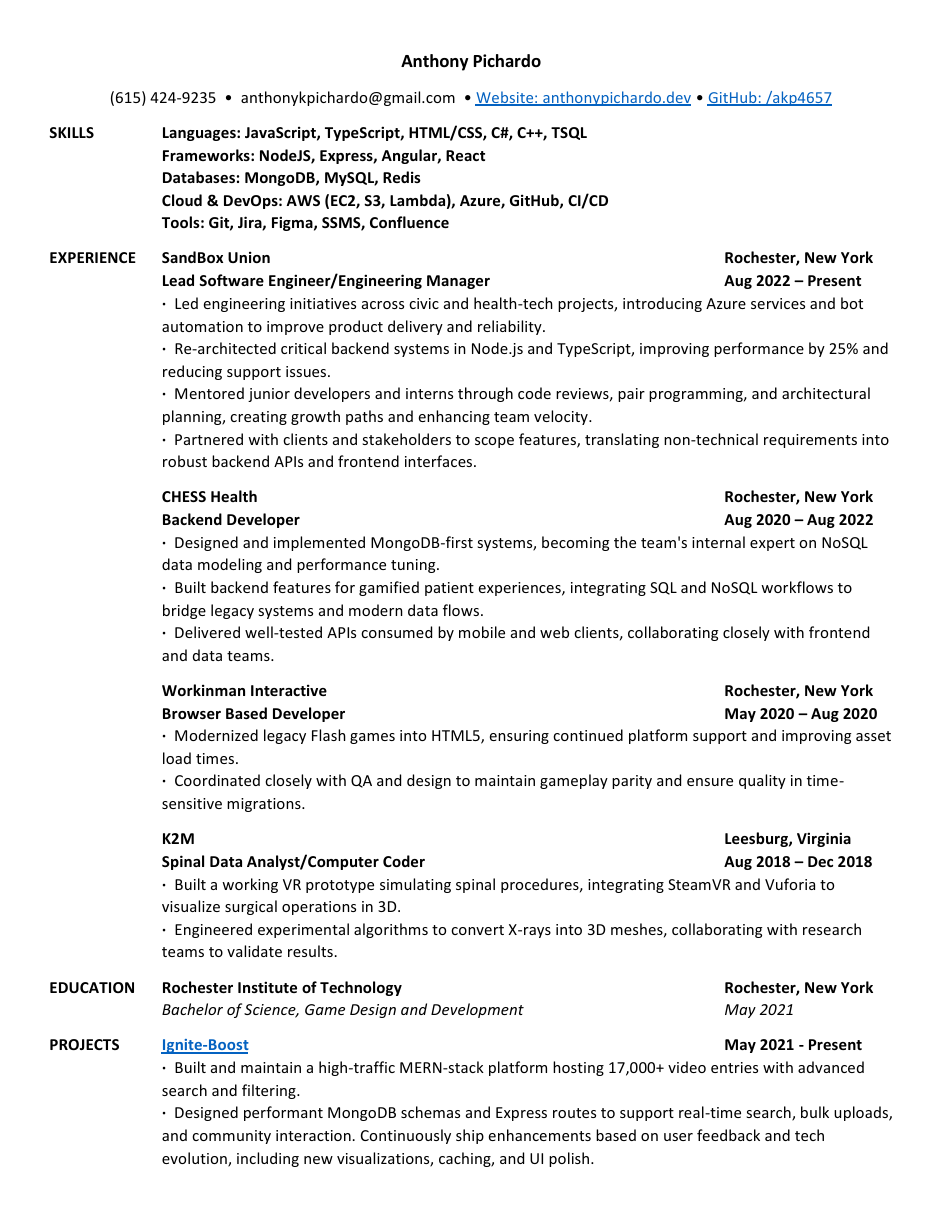 Anthony Pichardo
(615) 424-9235 • anthonykpichardo@gmail.com • Website: anthonypichardo.dev • GitHub: /akp4657
SKILLS Languages: JavaScript, TypeScript, HTML/CSS, C#, C++, TSQL
Frameworks: NodeJS, Express, Angular, React
Databases: MongoDB, MySQL, Redis
Cloud & DevOps: AWS (EC2, S3, Lambda), Azure, GitHub, CI/CD
Tools: Git, Jira, Figma, SSMS, Confluence
EXPERIENCE SandBox Union Rochester, New York
Lead Software Engineer/Engineering Manager Aug 2022 – Present
· Led engineering initiatives across civic and health-tech projects, introducing Azure services and bot
automation to improve product delivery and reliability.
· Re-architected critical backend systems in Node.js and TypeScript, improving performance by 25% and
reducing support issues.
· Mentored junior developers and interns through code reviews, pair programming, and architectural
planning, creating growth paths and enhancing team velocity.
· Partnered with clients and stakeholders to scope features, translating non-technical requirements into
robust backend APIs and frontend interfaces.
CHESS Health Rochester, New York
Backend Developer Aug 2020 – Aug 2022
· Designed and implemented MongoDB-first systems, becoming the team's internal expert on NoSQL
data modeling and performance tuning.
· Built backend features for gamified patient experiences, integrating SQL and NoSQL workflows to
bridge legacy systems and modern data flows.
· Delivered well-tested APIs consumed by mobile and web clients, collaborating closely with frontend
and data teams.
Workinman Interactive Rochester, New York
Browser Based Developer May 2020 – Aug 2020
· Modernized legacy Flash games into HTML5, ensuring continued platform support and improving asset
load times.
· Coordinated closely with QA and design to maintain gameplay parity and ensure quality in time-
sensitive migrations.
K2M Leesburg, Virginia
Spinal Data Analyst/Computer Coder Aug 2018 – Dec 2018
· Built a working VR prototype simulating spinal procedures, integrating SteamVR and Vuforia to
visualize surgical operations in 3D.
· Engineered experimental algorithms to convert X-rays into 3D meshes, collaborating with research
teams to validate results.
EDUCATION Rochester Institute of Technology Rochester, New York
Bachelor of Science, Game Design and Development May 2021
PROJECTS Ignite-Boost May 2021 - Present
· Built and maintain a high-traffic MERN-stack platform hosting 17,000+ video entries with advanced
search and filtering.
· Designed performant MongoDB schemas and Express routes to support real-time search, bulk uploads,
and community interaction. Continuously ship enhancements based on user feedback and tech
evolution, including new visualizations, caching, and UI polish.